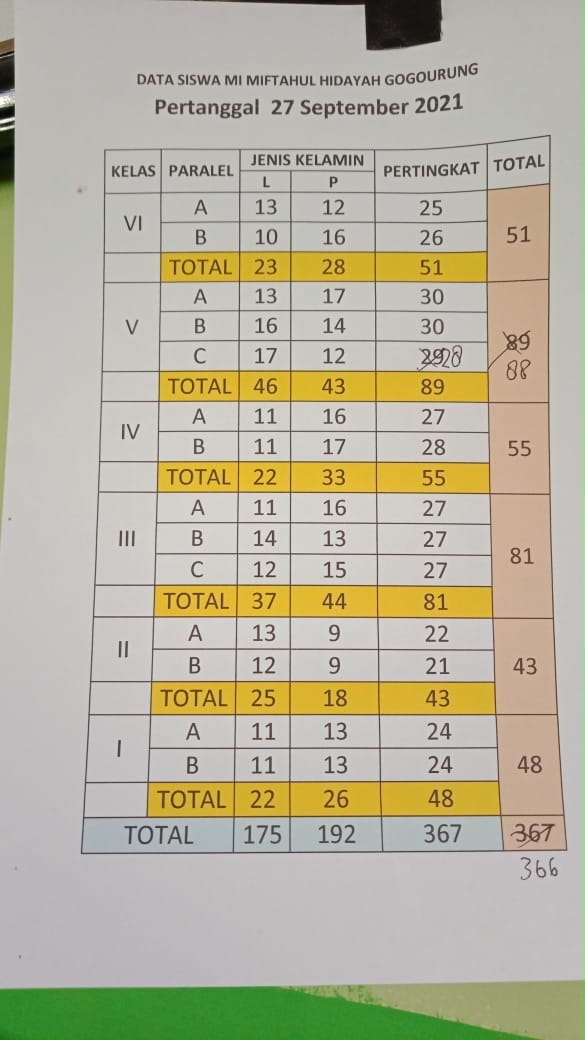 DATA SISWA MI MIFTAHUL HIDAYAH GOGOURUNG
Pertanggal 27 September 2021
KELAS PARALEL JENIS KELAMIN PERTINGKAT TOTAL
L P
VI A 13 12 25 51
B 10 16 26
TOTAL 23 28 51
V A 13 17 30 89
B 16 14 30 88
C 17 12 29 28
TOTAL 46 43 89
IV A 11 16 27 55
B 11 17 28
TOTAL 22 33 55
III A 11 16 27 81
B 14 13 27
C 12 15 27
TOTAL 37 44 81
II A 13 9 22 43
B 12 9 21
TOTAL 25 18 43
I A 11 13 24 48
B 11 13 24
TOTAL 22 26 48
TOTAL 175 192 367 367
366